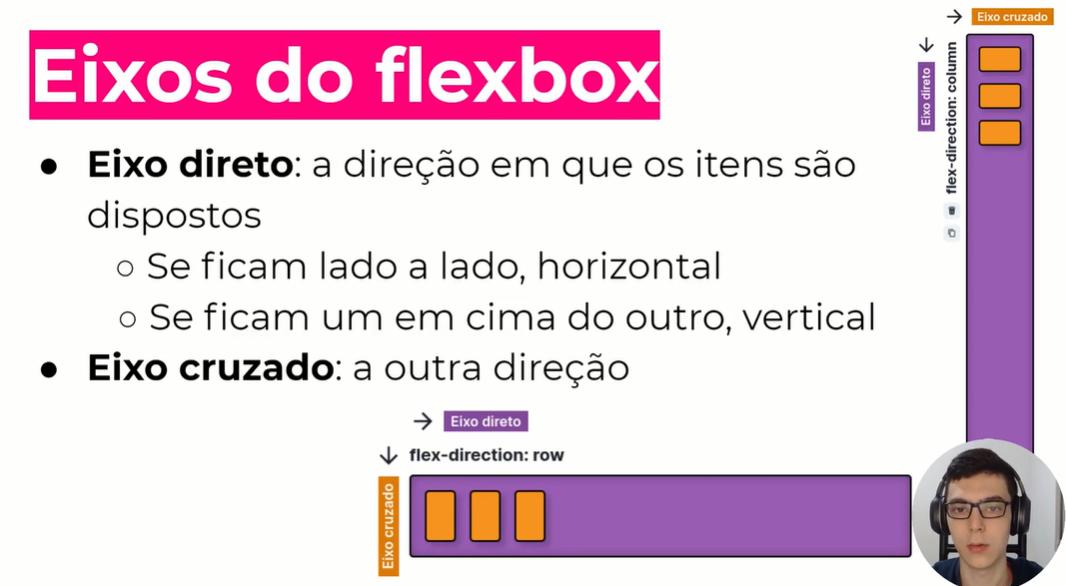 Eixos do flexbox
● Eixo direto: a direção em que os itens são
dispostos
○ Se ficam lado a lado, horizontal
○ Se ficam um em cima do outro, vertical
● Eixo cruzado: a outra direção
→ Eixo direto
↓ flex-direction: row
Eixo cruzado
→ Eixo cruzado
↓
Eixo direto
flex-direction: column